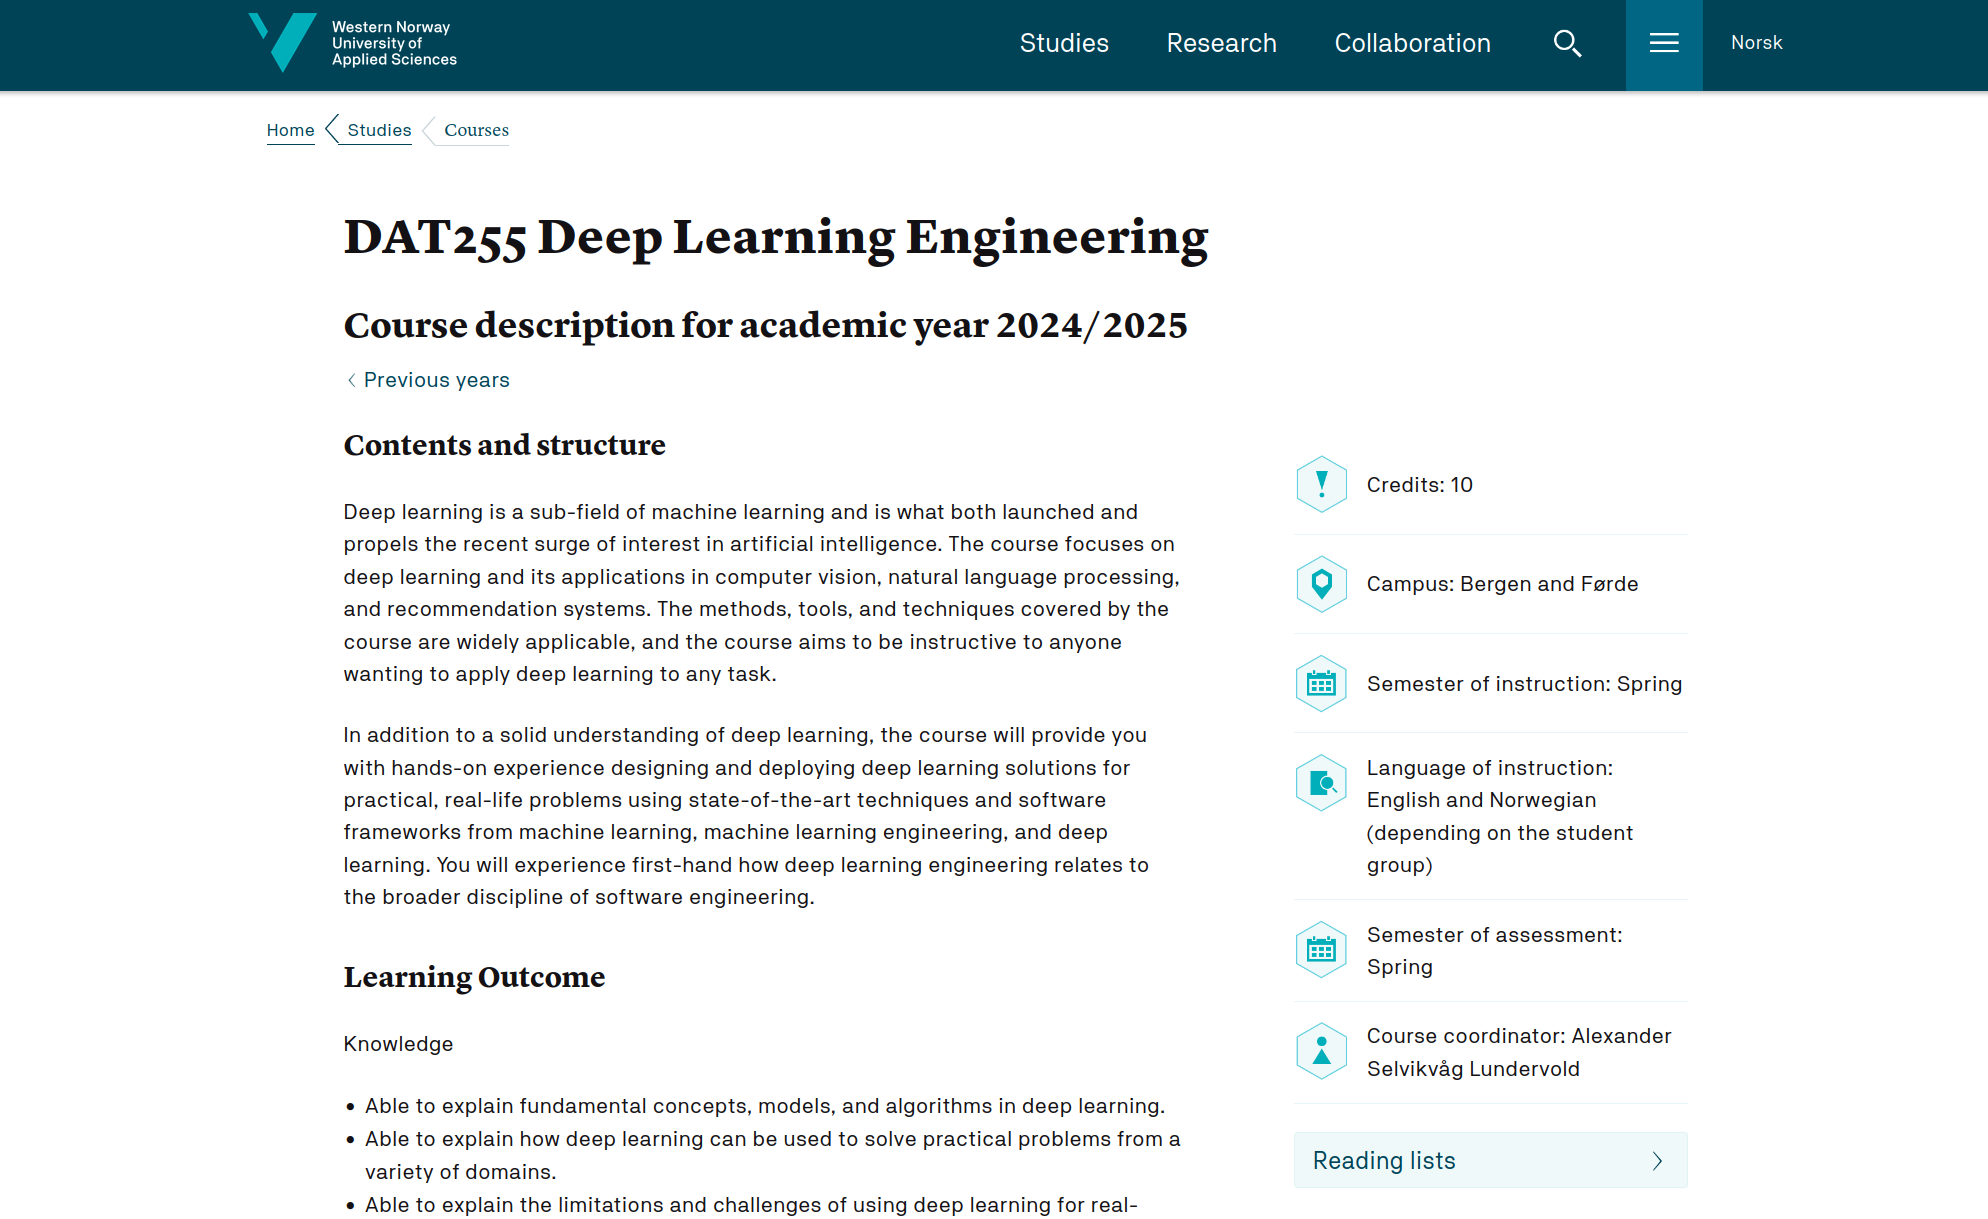 Western Norway
University of
Applied Sciences
Studies
Research
Collaboration
Norsk
Home
Studies
Courses
DAT255 Deep Learning Engineering
Course description for academic year 2024/2025
Previous years
Contents and structure
Deep learning is a sub-field of machine learning and is what both launched and
propels the recent surge of interest in artificial intelligence. The course focuses on
deep learning and its applications in computer vision, natural language processing,
and recommendation systems. The methods, tools, and techniques covered by the
course are widely applicable, and the course aims to be instructive to anyone
wanting to apply deep learning to any task.
In addition to a solid understanding of deep learning, the course will provide you
with hands-on experience designing and deploying deep learning solutions for
practical, real-life problems using state-of-the-art techniques and software
frameworks from machine learning, machine learning engineering, and deep
learning. You will experience first-hand how deep learning engineering relates to
the broader discipline of software engineering.
Learning Outcome
Knowledge
• Able to explain fundamental concepts, models, and algorithms in deep learning.
• Able to explain how deep learning can be used to solve practical problems from a
variety of domains.
• Able to explain the limitations and challenges of using deep learning for real-
Credits: 10
Campus: Bergen and Førde
Semester of instruction: Spring
Language of instruction:
English and Norwegian
(depending on the student
group)
Semester of assessment:
Spring
Course coordinator: Alexander
Selvikvåg Lundervold
Reading lists